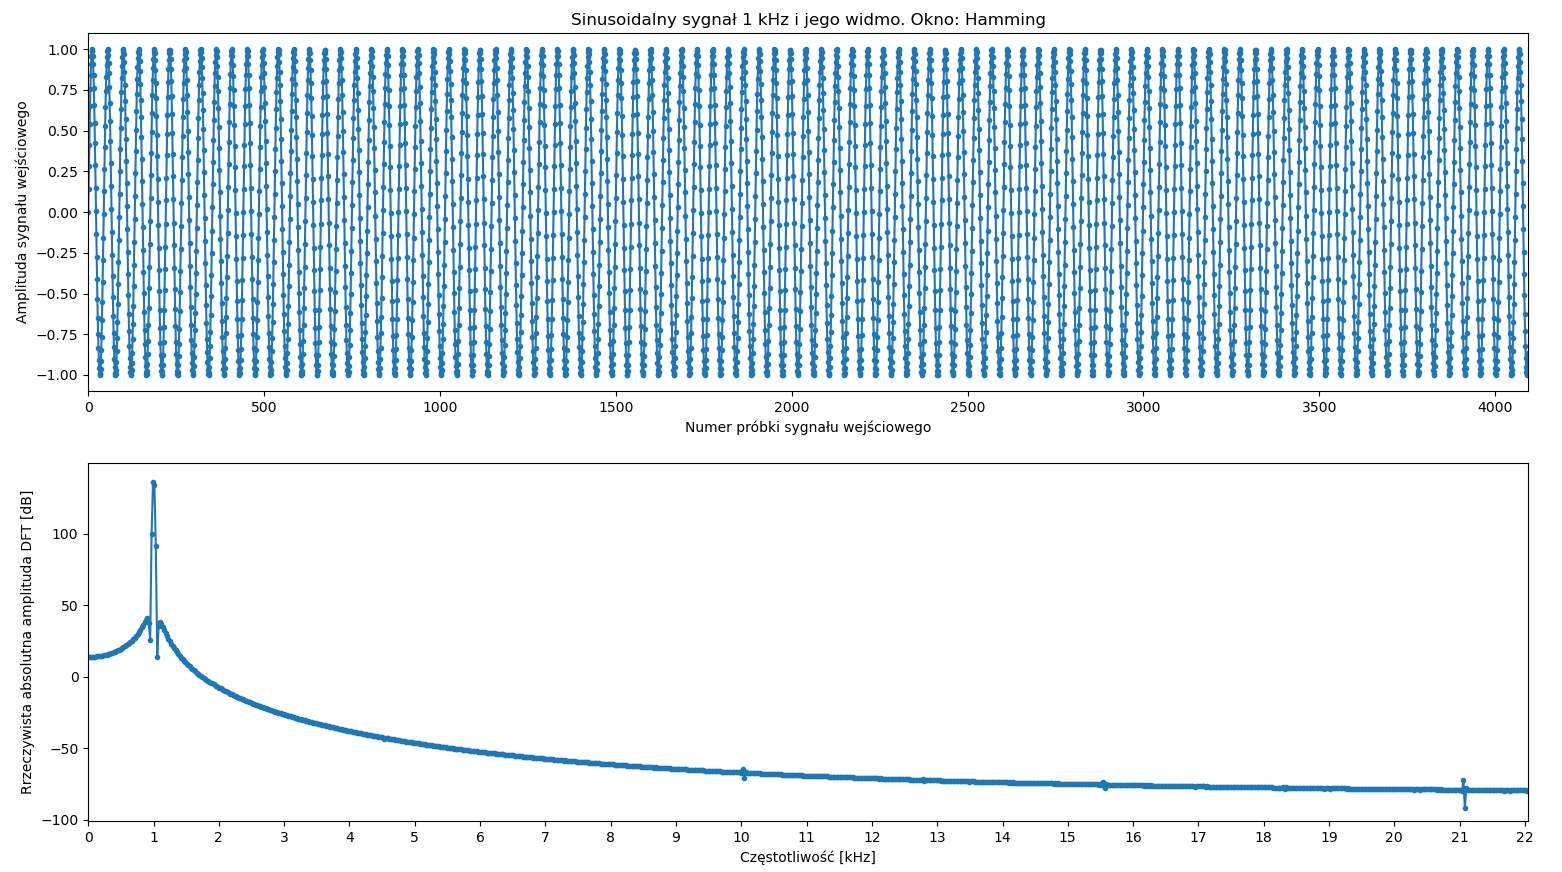 Sinusoidalny sygnał 1 kHz i jego widmo. Okno: Hamming
Amplituda sygnału wejściowego
1.00
0.75
0.50
0.25
0.00
−0.25
−0.50
−0.75
−1.00
0 500 1000 1500 2000 2500 3000 3500 4000
Numer próbki sygnału wejściowego
Rrzeczywista absolutna amplituda DFT [dB]
100
50
0
−50
−100
0 1 2 3 4 5 6 7 8 9 10 11 12 13 14 15 16 17 18 19 20 21 22
Częstotliwość [kHz]